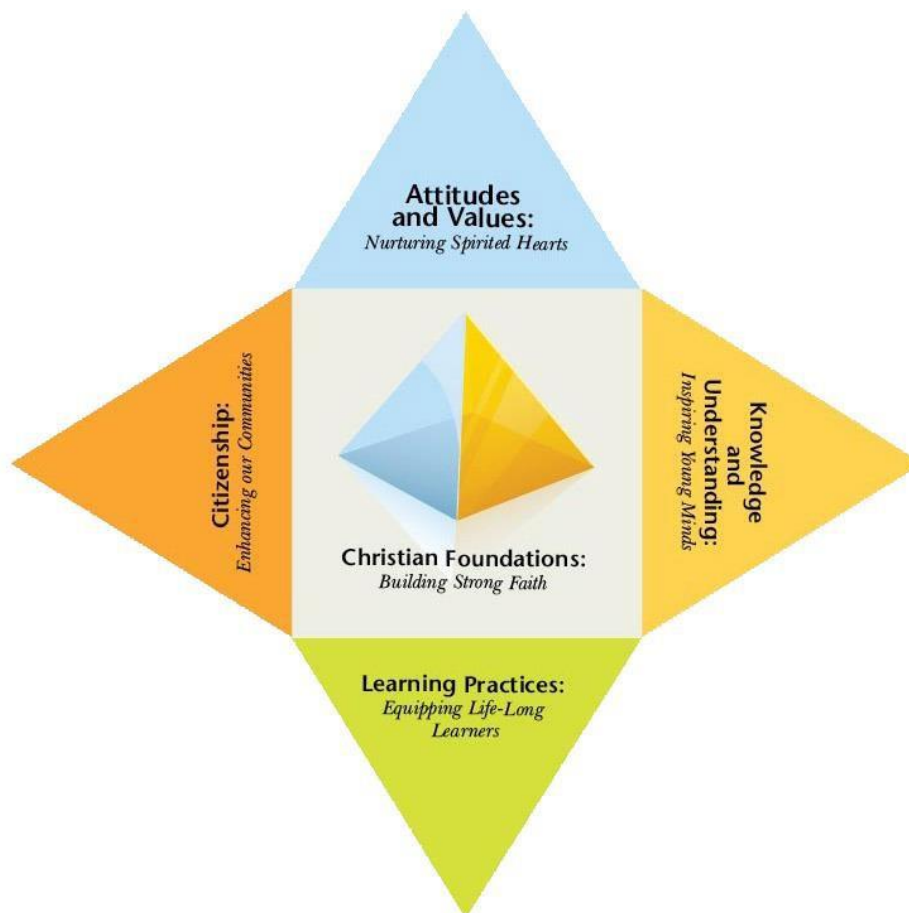 Attitudes
and Values:
Nurturing Spirited Hearts
Citizenship:
Enhancing our Communities
Knowledge
and
Understanding:
Inspiring Young Minds
Christian Foundations:
Building Strong Faith
Learning Practices:
Equipping Life-Long
Learners